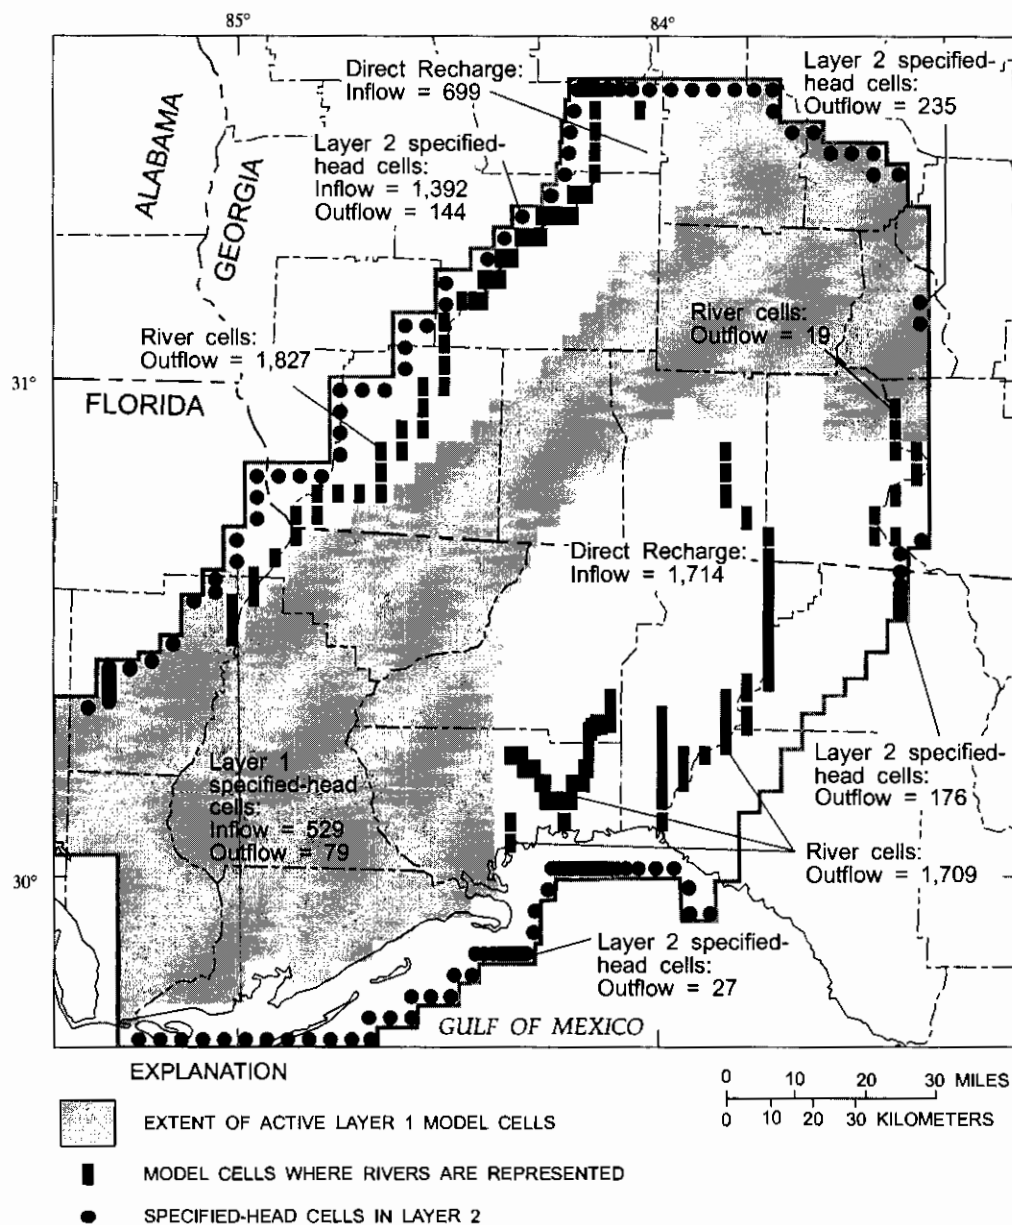 85°
84°
Direct Recharge:
Inflow = 699
Layer 2 specified-
head cells:
Outflow = 235
ALABAMA
GEORGIA
Layer 2 specified-
head cells:
Inflow = 1,392
Outflow = 144
River cells:
Outflow = 19
River cells:
Outflow = 1,827
31°
FLORIDA
Direct Recharge:
Inflow = 1,714
Layer 1
specified-head
cells:
Inflow = 529
Outflow = 79
Layer 2 specified-
head cells:
Outflow = 176
River cells:
Outflow = 1,709
30°
Layer 2 specified-
head cells:
Outflow = 27
GULF OF MEXICO
EXPLANATION
0 10 20 30 MILES
0 10 20 30 KILOMETERS
EXTENT OF ACTIVE LAYER 1 MODEL CELLS
MODEL CELLS WHERE RIVERS ARE REPRESENTED
SPECIFIED-HEAD CELLS IN LAYER 2